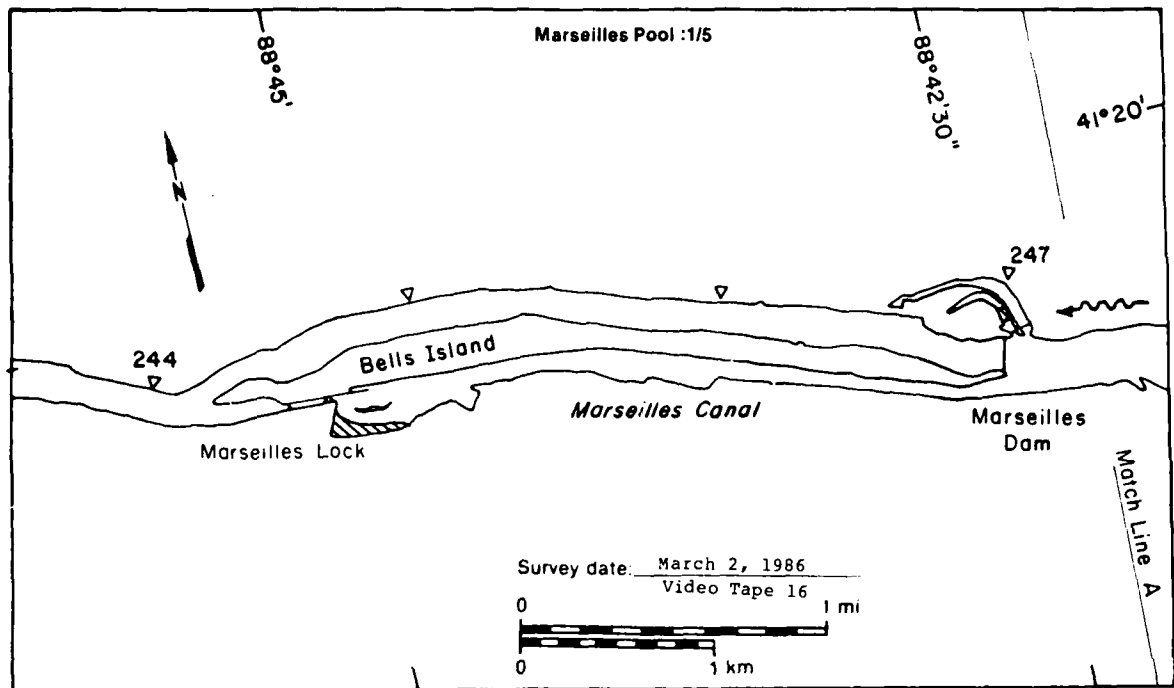 Marseilles Pool :1/5
88°45'
88°42'30"
41°20'
N
247
244
Bells Island
Marseilles Canal
Marseilles Lock
Marseilles
Dam
Match Line A
Survey date: March 2, 1986
Video Tape 16
0 1 mi
0 1 km